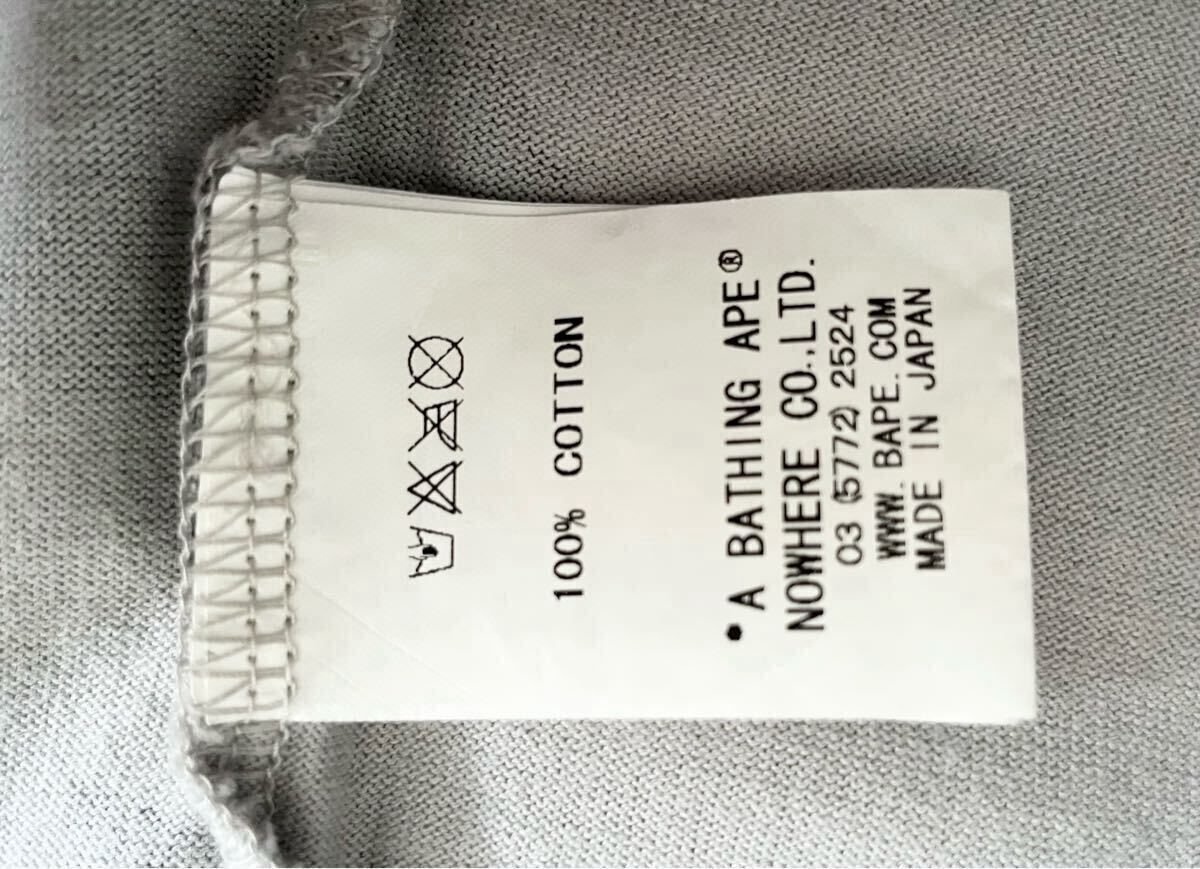 100% COTTON
•A BATHING APE®
NOWHERE CO.,LTD.
03 (5772) 2524
WWW. BAPE. COM
MADE IN JAPAN